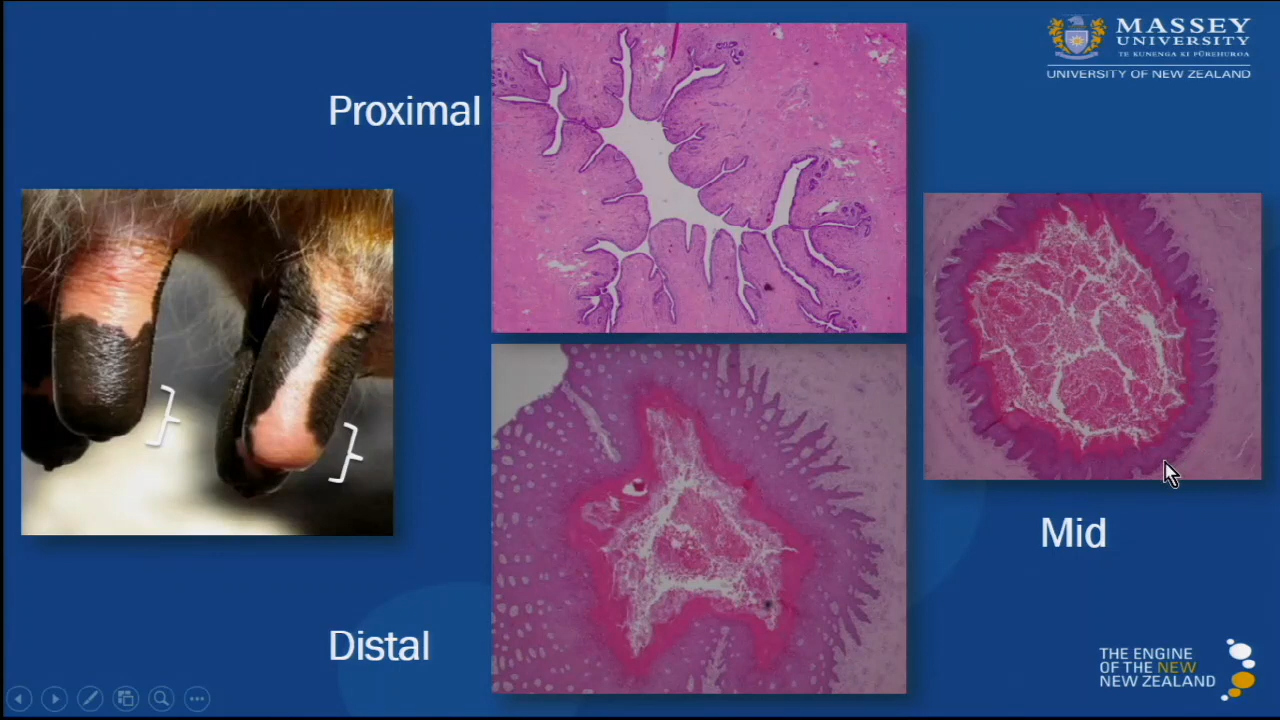 Proximal
MASSEY
UNIVERSITY
TE KUNENGA KI PŪREHUROA
UNIVERSITY OF NEW ZEALAND
Mid
Distal
THE ENGINE
OF THE NEW
NEW ZEALAND